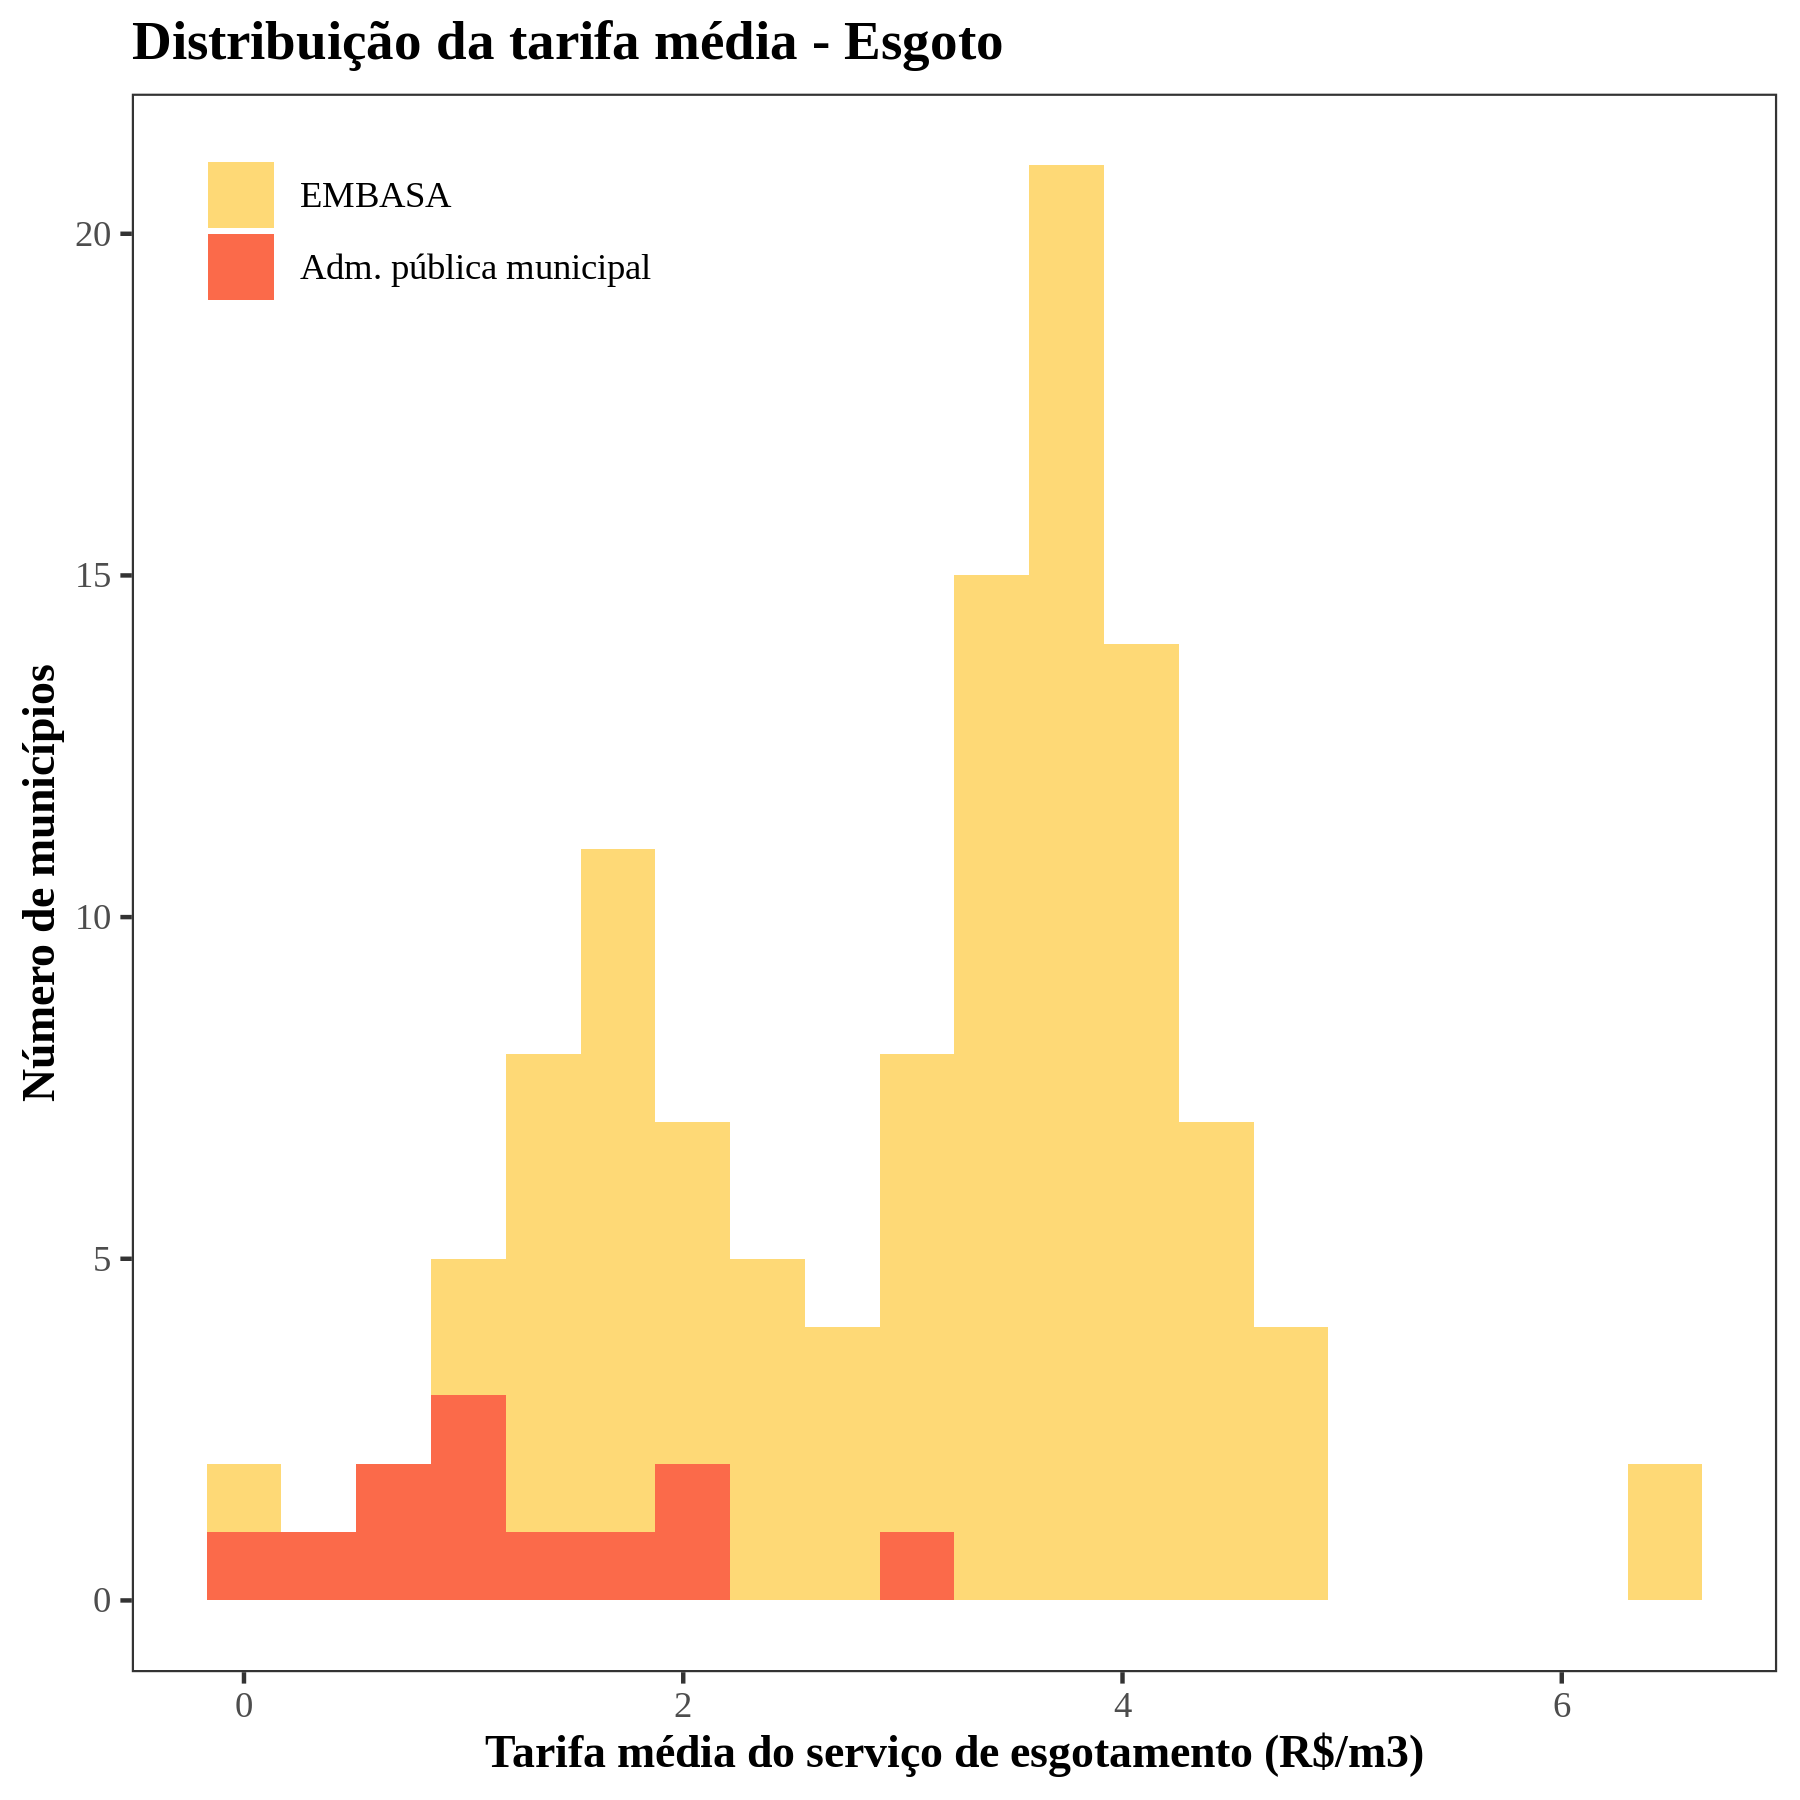 Distribuição da tarifa média - Esgoto
EMBASA
Adm. pública municipal
20
15
10
5
0
Número de municípios
0 2 4 6
Tarifa média do serviço de esgotamento (R$/m3)